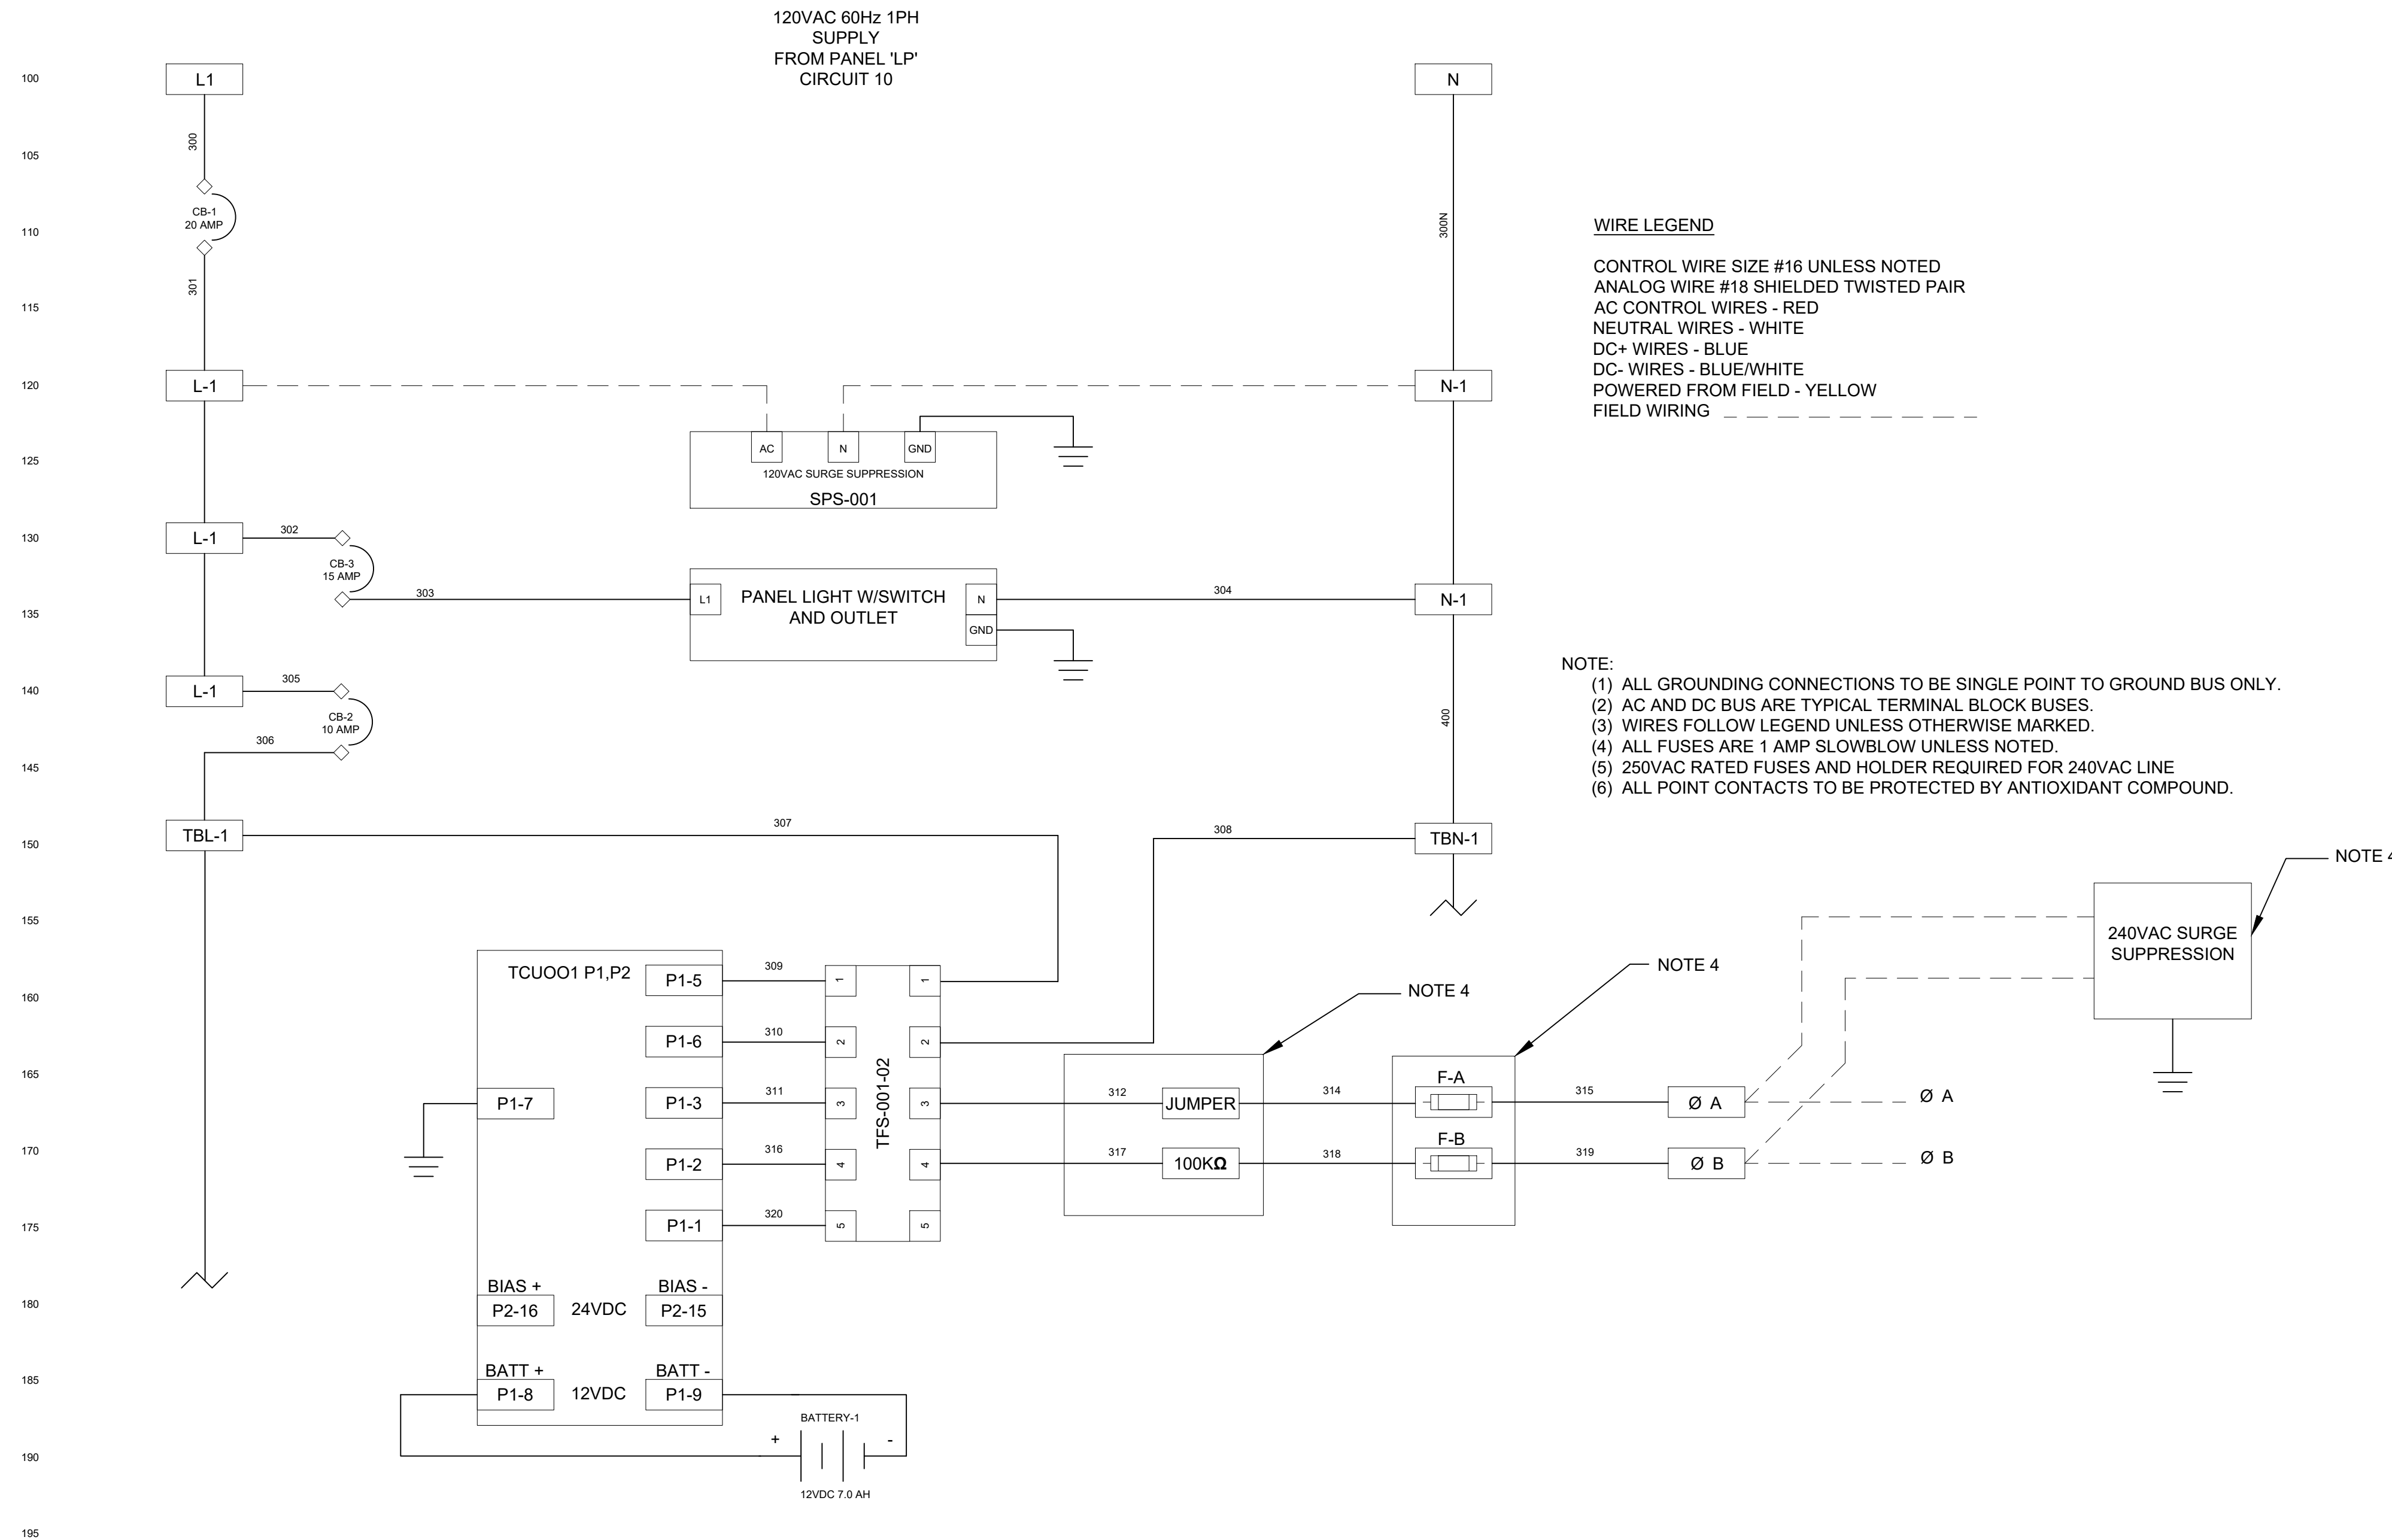 120VAC 60Hz 1PH
SUPPLY
FROM PANEL 'LP'
CIRCUIT 10
100
L1
N
300
105
CB-1
20 AMP
110
300N
301
115
120
L-1
N-1
AC
N
GND
125
120VAC SURGE SUPPRESSION
SPS-001
130
L-1
302
CB-3
15 AMP
303
L1
PANEL LIGHT W/SWITCH
AND OUTLET
N
GND
304
N-1
135
140
L-1
305
CB-2
10 AMP
306
400
145
WIRE LEGEND
CONTROL WIRE SIZE #16 UNLESS NOTED
ANALOG WIRE #18 SHIELDED TWISTED PAIR
AC CONTROL WIRES - RED
NEUTRAL WIRES - WHITE
DC+ WIRES - BLUE
DC- WIRES - BLUE/WHITE
POWERED FROM FIELD - YELLOW
FIELD WIRING
NOTE:
(1) ALL GROUNDING CONNECTIONS TO BE SINGLE POINT TO GROUND BUS ONLY.
(2) AC AND DC BUS ARE TYPICAL TERMINAL BLOCK BUSES.
(3) WIRES FOLLOW LEGEND UNLESS OTHERWISE MARKED.
(4) ALL FUSES ARE 1 AMP SLOWBLOW UNLESS NOTED.
(5) 250VAC RATED FUSES AND HOLDER REQUIRED FOR 240VAC LINE
(6) ALL POINT CONTACTS TO BE PROTECTED BY ANTIOXIDANT COMPOUND.
150
TBL-1
307
308
TBN-1
NOTE 4
155
240VAC SURGE
SUPPRESSION
160
TCUOO1 P1,P2
P1-5
309
1
1
NOTE 4
NOTE 4
P1-6
310
2
2
165
TFS-001-02
P1-7
P1-3
311
3
3
312
JUMPER
314
F-A
315
Ø A
Ø A
170
P1-2
316
4
4
317
100KΩ
318
F-B
319
Ø B
Ø B
175
P1-1
320
5
5
180
BIAS +
BIAS -
P2-16
24VDC
P2-15
185
BATT +
BATT -
P1-8
12VDC
P1-9
BATTERY-1
+
-
190
12VDC 7.0 AH
195